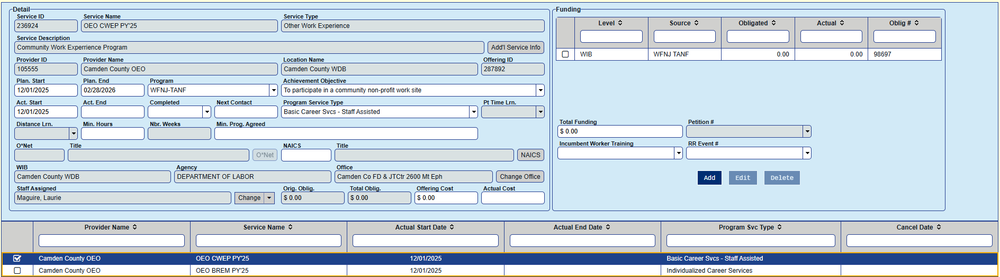 Detail
Service ID Service Name Service Type
236924 OEO CWEP PY'25 Other Work Experience
Service Description
Community Work Experrience Program Add'l Service Info
Provider ID Provider Name Location Name Offering ID
105555 Camden County OEO Camden County WDB 287892
Plan. Start Plan. End Program Achievement Objective
12/01/2025 02/28/2026 WFNJ-TANF To participate in a community non-profit work site
Act. Start Act. End Completed Next Contact Program Service Type Pt Time Lrn.
12/01/2025 Basic Career Svcs - Staff Assisted
Distance Lrn. Min. Hours Nbr. Weeks Min. Prog. Agreed
O*Net Title NAICS Title
O*Net NAICS
WIB Agency Office
Camden County WDB DEPARTMENT OF LABOR Camden Co FD & JTCtr 2600 Mt Eph Change Office
Staff Assigned Orig. Oblig. Total Oblig. Offering Cost Actual Cost
Maguire, Laurie Change $ 0.00 $ 0.00 $ 0.00
Funding
Level Source Obligated Actual Oblig #
WIB WFNJ TANF 0.00 0.00 98697
Total Funding Petition #
$ 0.00
Incumbent Worker Training RR Event #
Add Edit Delete
Provider Name Service Name Actual Start Date Actual End Date Program Svc Type Cancel Date
Camden County OEO OEO CWEP PY'25 12/01/2025 Basic Career Svcs - Staff Assisted
Camden County OEO OEO BREM PY'25 12/01/2025 Individualized Career Services